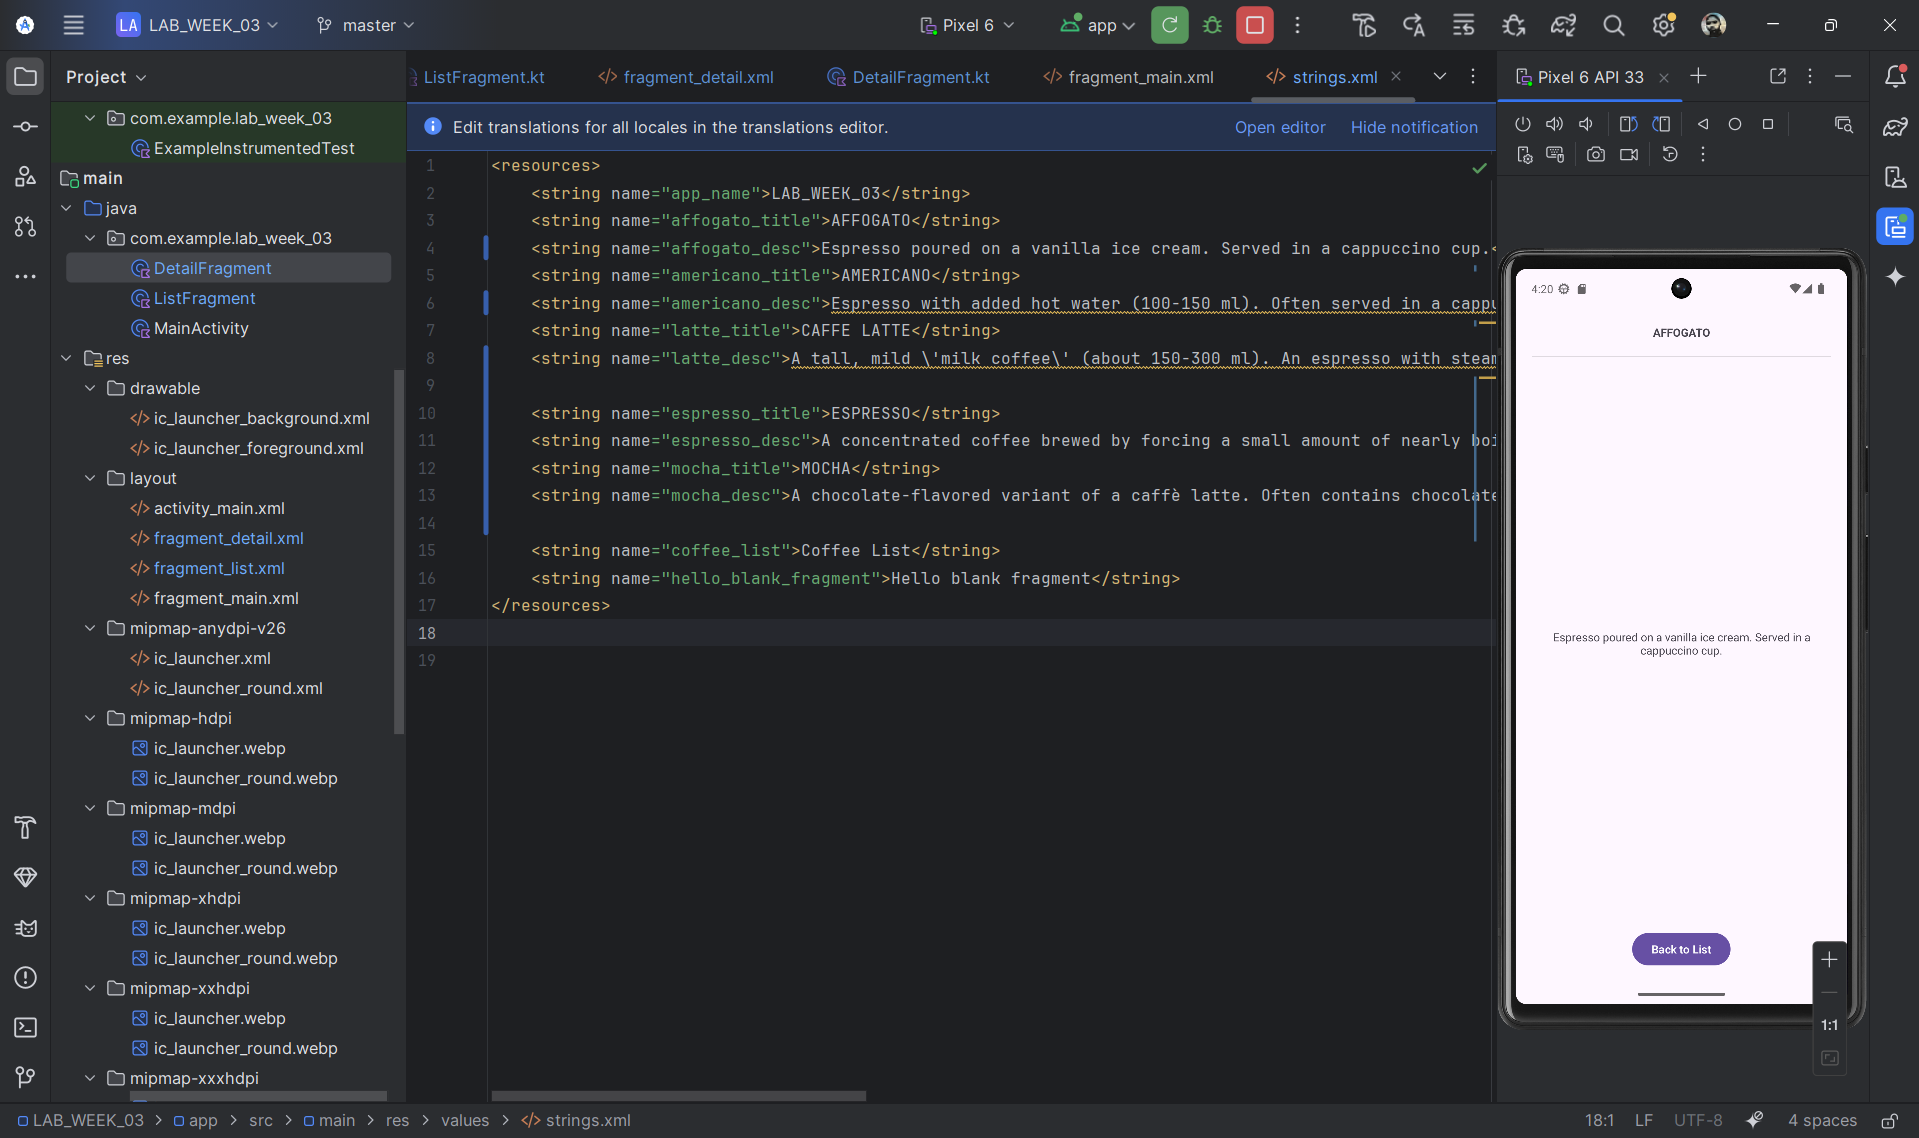 LA LAB_WEEK_03 master Pixel 6 app
Project
com.example.lab_week_03
ExampleInstrumentedTest
main
java
com.example.lab_week_03
DetailFragment
ListFragment
MainActivity
res
drawable
ic_launcher_background.xml
ic_launcher_foreground.xml
layout
activity_main.xml
fragment_detail.xml
fragment_list.xml
fragment_main.xml
mipmap-anydpi-v26
ic_launcher.xml
ic_launcher_round.xml
mipmap-hdpi
ic_launcher.webp
ic_launcher_round.webp
mipmap-mdpi
ic_launcher.webp
ic_launcher_round.webp
mipmap-xhdpi
ic_launcher.webp
ic_launcher_round.webp
mipmap-xxhdpi
ic_launcher.webp
ic_launcher_round.webp
mipmap-xxxhdpi
ListFragment.kt fragment_detail.xml DetailFragment.kt fragment_main.xml strings.xml
Edit translations for all locales in the translations editor. Open editor Hide notification
1 <resources>
2 <string name="app_name">LAB_WEEK_03</string>
3 <string name="affogato_title">AFFOGATO</string>
4 <string name="affogato_desc">Espresso poured on a vanilla ice cream. Served in a cappuccino cup.<
5 <string name="americano_title">AMERICANO</string>
6 <string name="americano_desc">Espresso with added hot water (100-150 ml). Often served in a cappu
7 <string name="latte_title">CAFFE LATTE</string>
8 <string name="latte_desc">A tall, mild \'milk coffee\' (about 150-300 ml). An espresso with steam
9
10 <string name="espresso_title">ESPRESSO</string>
11 <string name="espresso_desc">A concentrated coffee brewed by forcing a small amount of nearly boi
12 <string name="mocha_title">MOCHA</string>
13 <string name="mocha_desc">A chocolate-flavored variant of a caffè latte. Often contains chocolate
14
15 <string name="coffee_list">Coffee List</string>
16 <string name="hello_blank_fragment">Hello blank fragment</string>
17 </resources>
18
19
Pixel 6 API 33
4:20
AFFOGATO
Espresso poured on a vanilla ice cream. Served in a
cappuccino cup.
Back to List
1:1
LAB_WEEK_03 app src main res values strings.xml 18:1 LF UTF-8 4 spaces